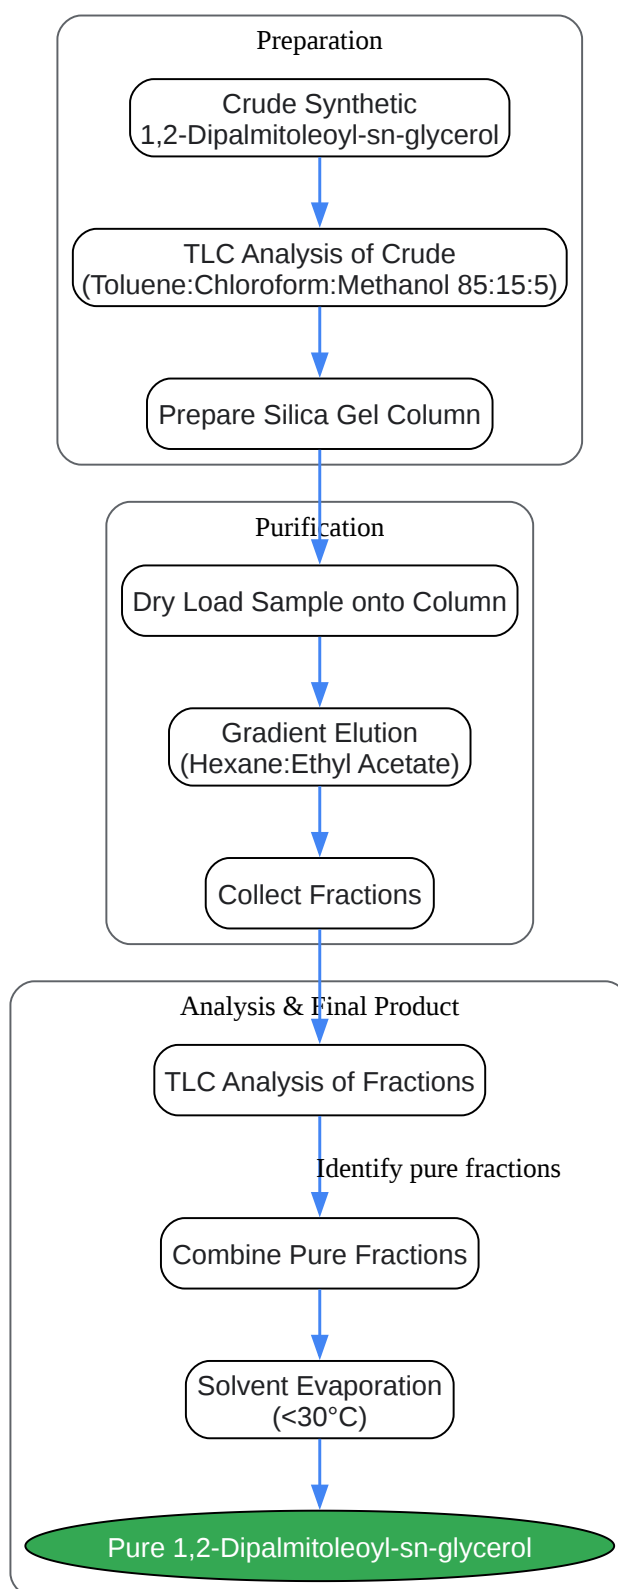 Preparation
Crude Synthetic
1,2-Dipalmitoleoyl-sn-glycerol
TLC Analysis of Crude
(Toluene:Chloroform:Methanol 85:15:5)
Prepare Silica Gel Column
Purification
Dry Load Sample onto Column
Gradient Elution
(Hexane:Ethyl Acetate)
Collect Fractions
Analysis & Final Product
TLC Analysis of Fractions
Identify pure fractions
Combine Pure Fractions
Solvent Evaporation
(<30°C)
Pure 1,2-Dipalmitoleoyl-sn-glycerol